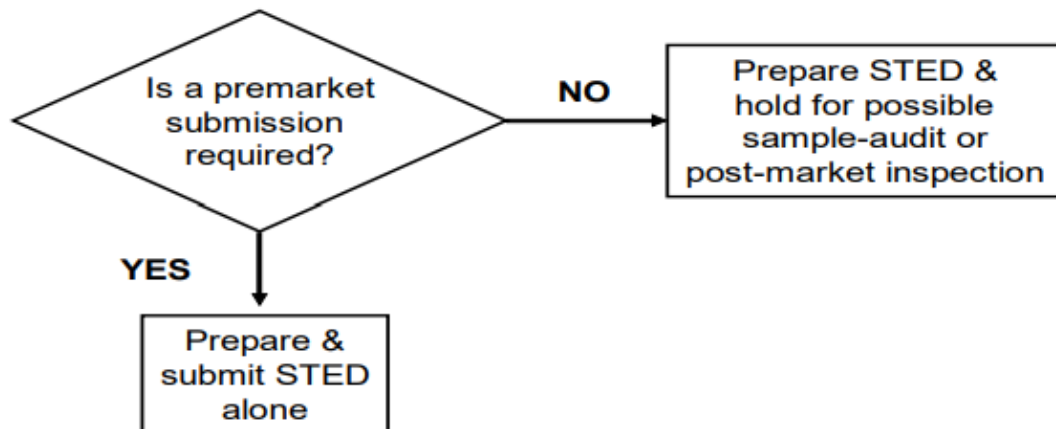 Is a premarket
submission
required?
NO
Prepare STED &
hold for possible
sample-audit or
post-market inspection
YES
Prepare &
submit STED
alone